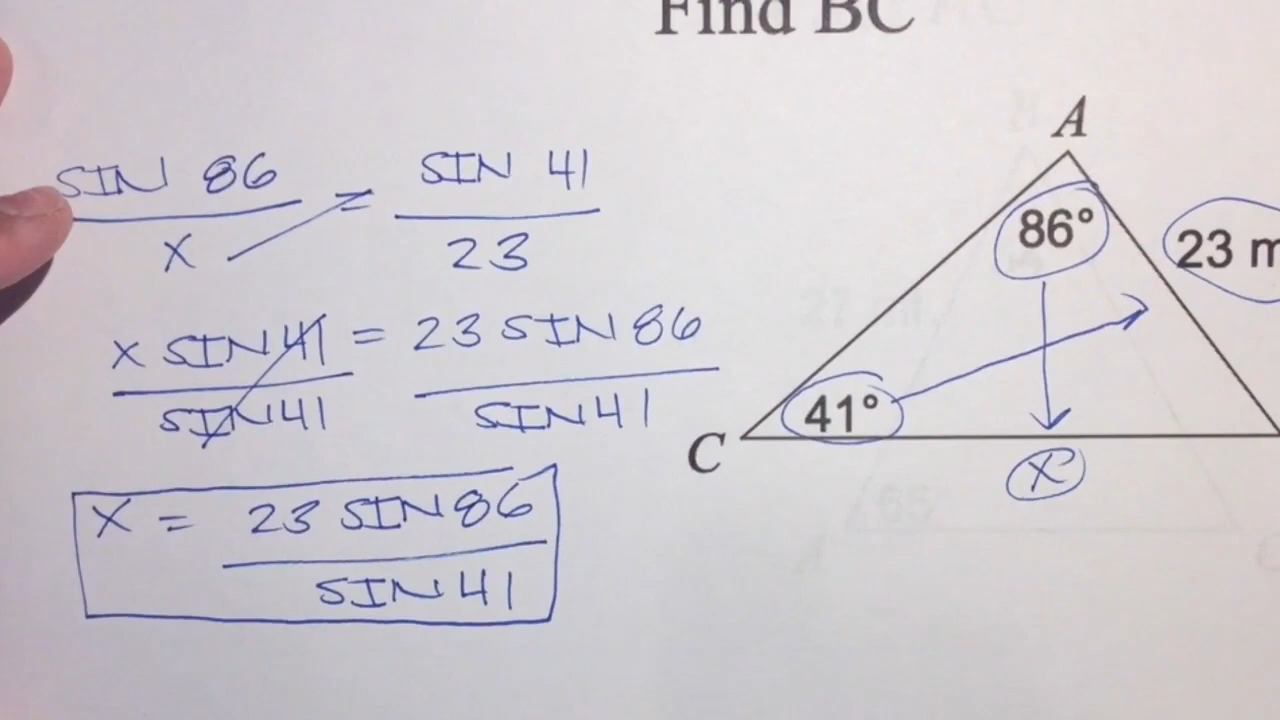 Find BC
A
86°
23 m
41°
C
X
SIN 86 = SIN 41
X 23
X SIN 41 = 23 SIN 86
SIN 41 SIN 41
X = 23 SIN 86
SIN 41